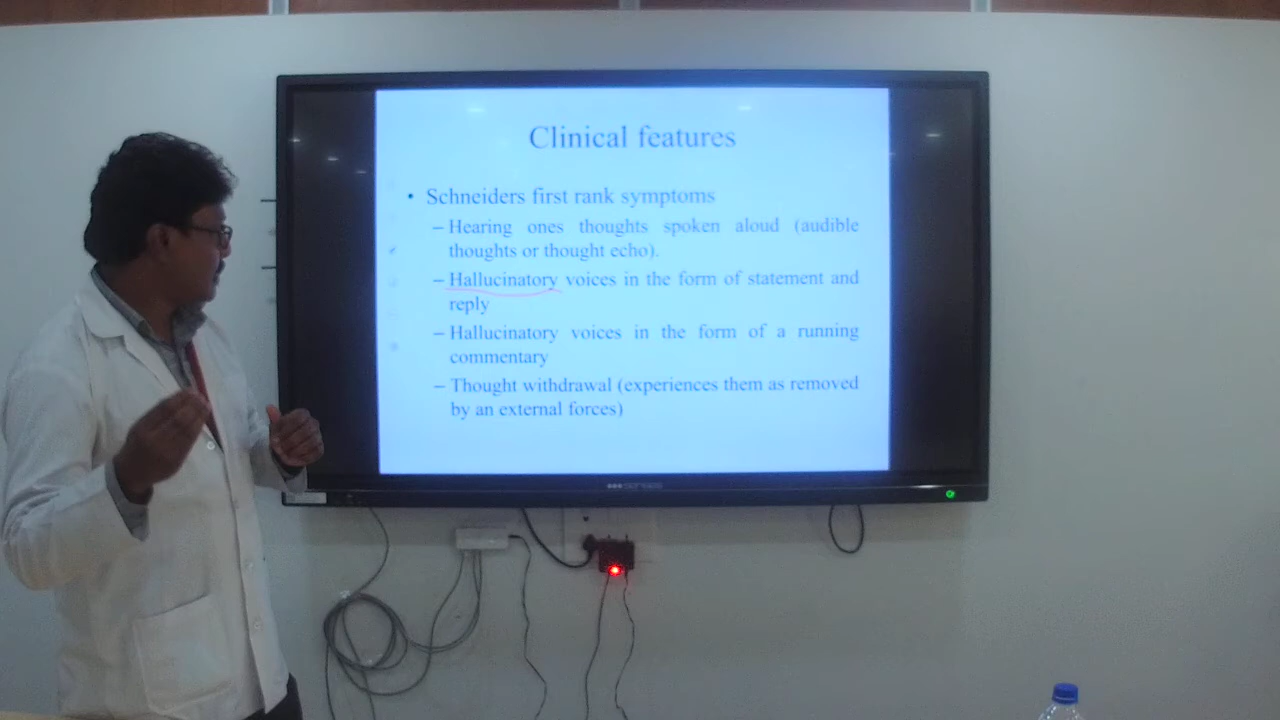 Clinical features
• Schneiders first rank symptoms
– Hearing ones thoughts spoken aloud (audible
thoughts or thought echo).
– Hallucinatory voices in the form of statement and
reply
– Hallucinatory voices in the form of a running
commentary
– Thought withdrawal (experiences them as removed
by an external forces)